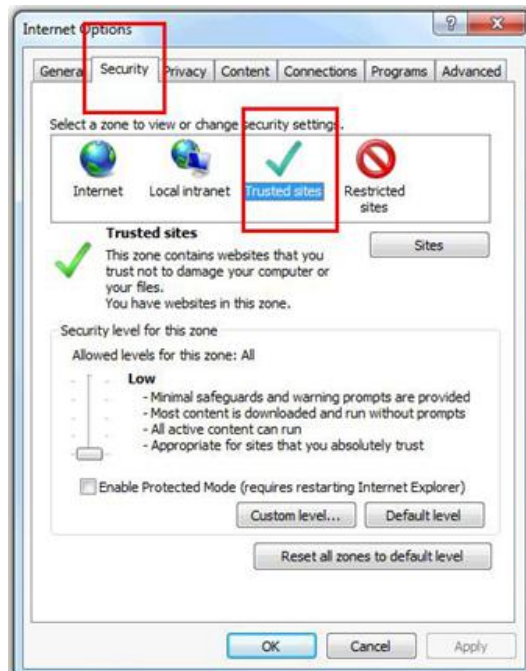 Internet Options
General Security Privacy Content Connections Programs Advanced
Select a zone to view or change security settings.
Internet Local intranet Trusted sites Restricted
sites
Trusted sites
Sites
This zone contains websites that you
trust not to damage your computer or
your files.
You have websites in this zone.
Security level for this zone
Allowed levels for this zone: All
Low
- Minimal safeguards and warning prompts are provided
- Most content is downloaded and run without prompts
- All active content can run
- Appropriate for sites that you absolutely trust
Enable Protected Mode (requires restarting Internet Explorer)
Custom level... Default level
Reset all zones to default level
OK Cancel Apply